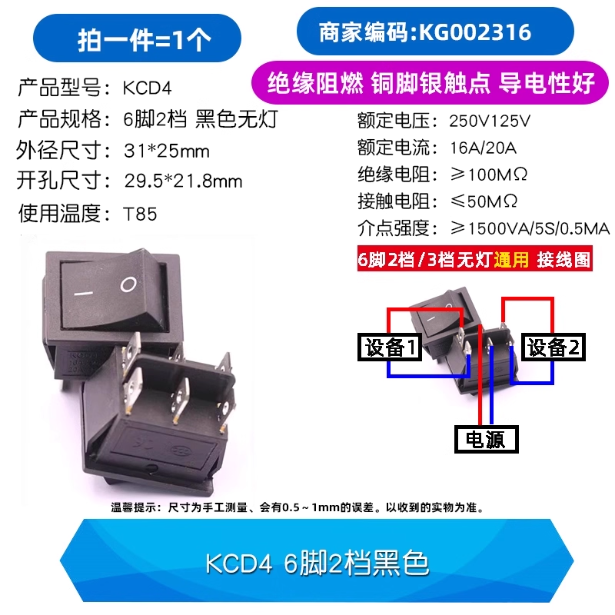 拍一件=1个
商家编码:KG002316
绝缘阻燃 铜脚银触点 导电性好
产品型号: KCD4
产品规格: 6脚2档 黑色无灯
外径尺寸: 31*25mm
开孔尺寸: 29.5*21.8mm
使用温度: T85
额定电压: 250V125V
额定电流: 16A/20A
绝缘电阻: ≥100MΩ
接触电阻: ≤50MΩ
介点强度: ≥1500VA/5S/0.5MA
6脚2档/3档无灯通用 接线图
设备1
设备2
电源
温馨提示: 尺寸为手工测量、会有0.5~1mm的误差。以收到的实物为准。
KCD4 6脚2档黑色